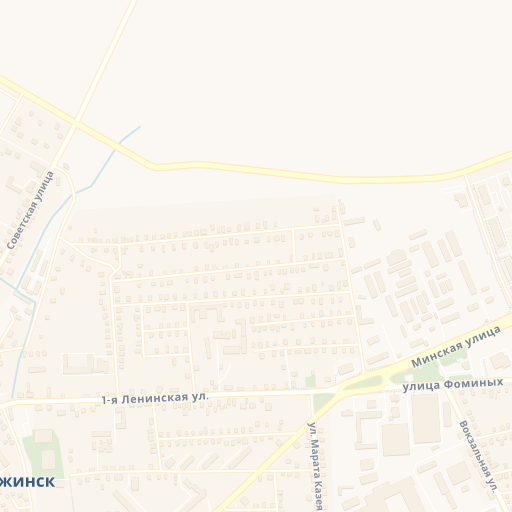 Советская улица
Минская улица
улица Фоминых
1-я Ленинская ул.
ул. Марата Казея
Вокзальная ул.
жинск